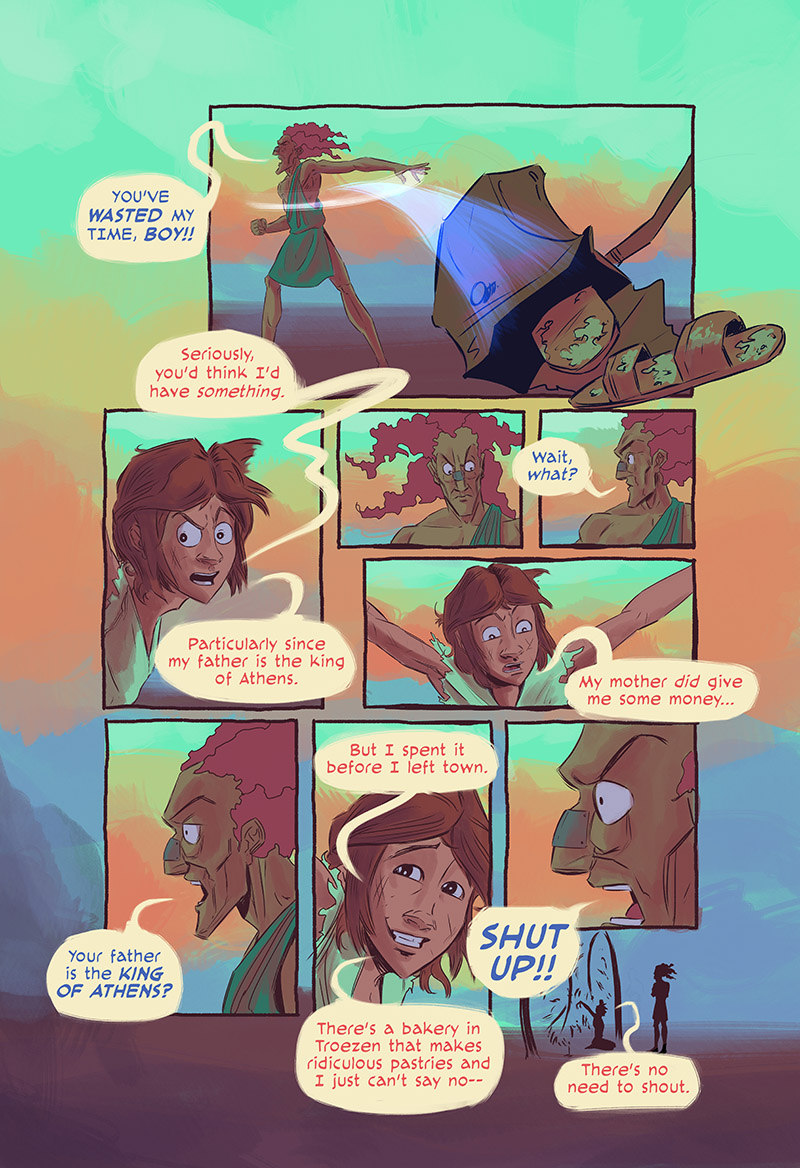 YOU'VE
WASTED MY
TIME, BOY!!
Seriously,
you'd think I'd
have something.
Particularly since
my father is the king
of Athens.
Wait,
what?
My mother did give
me some money...
Your father
is the KING
OF ATHENS?
But I spent it
before I left town.
There's a bakery in
Troezen that makes
ridiculous pastries and
I just can't say no--
SHUT
UP!!
There's no
need to shout.